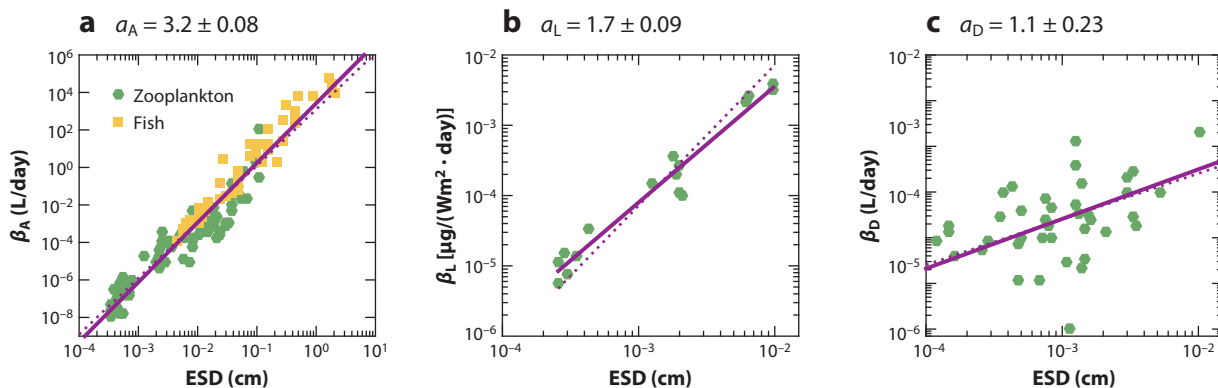 a a_A = 3.2 ± 0.08
10^6
10^4
10^2
10^0
10^-2
10^-4
10^-6
10^-8
β_A (L/day)
Zooplankton
Fish
10^-4 10^-3 10^-2 10^-1 10^0 10^1
ESD (cm)
b a_L = 1.7 ± 0.09
10^-2
10^-3
10^-4
10^-5
10^-6
β_L [μg/(Wm² · day)]
10^-4 10^-3 10^-2
ESD (cm)
c a_D = 1.1 ± 0.23
10^-2
10^-3
10^-4
10^-5
10^-6
β_D (L/day)
10^-4 10^-3 10^-2
ESD (cm)